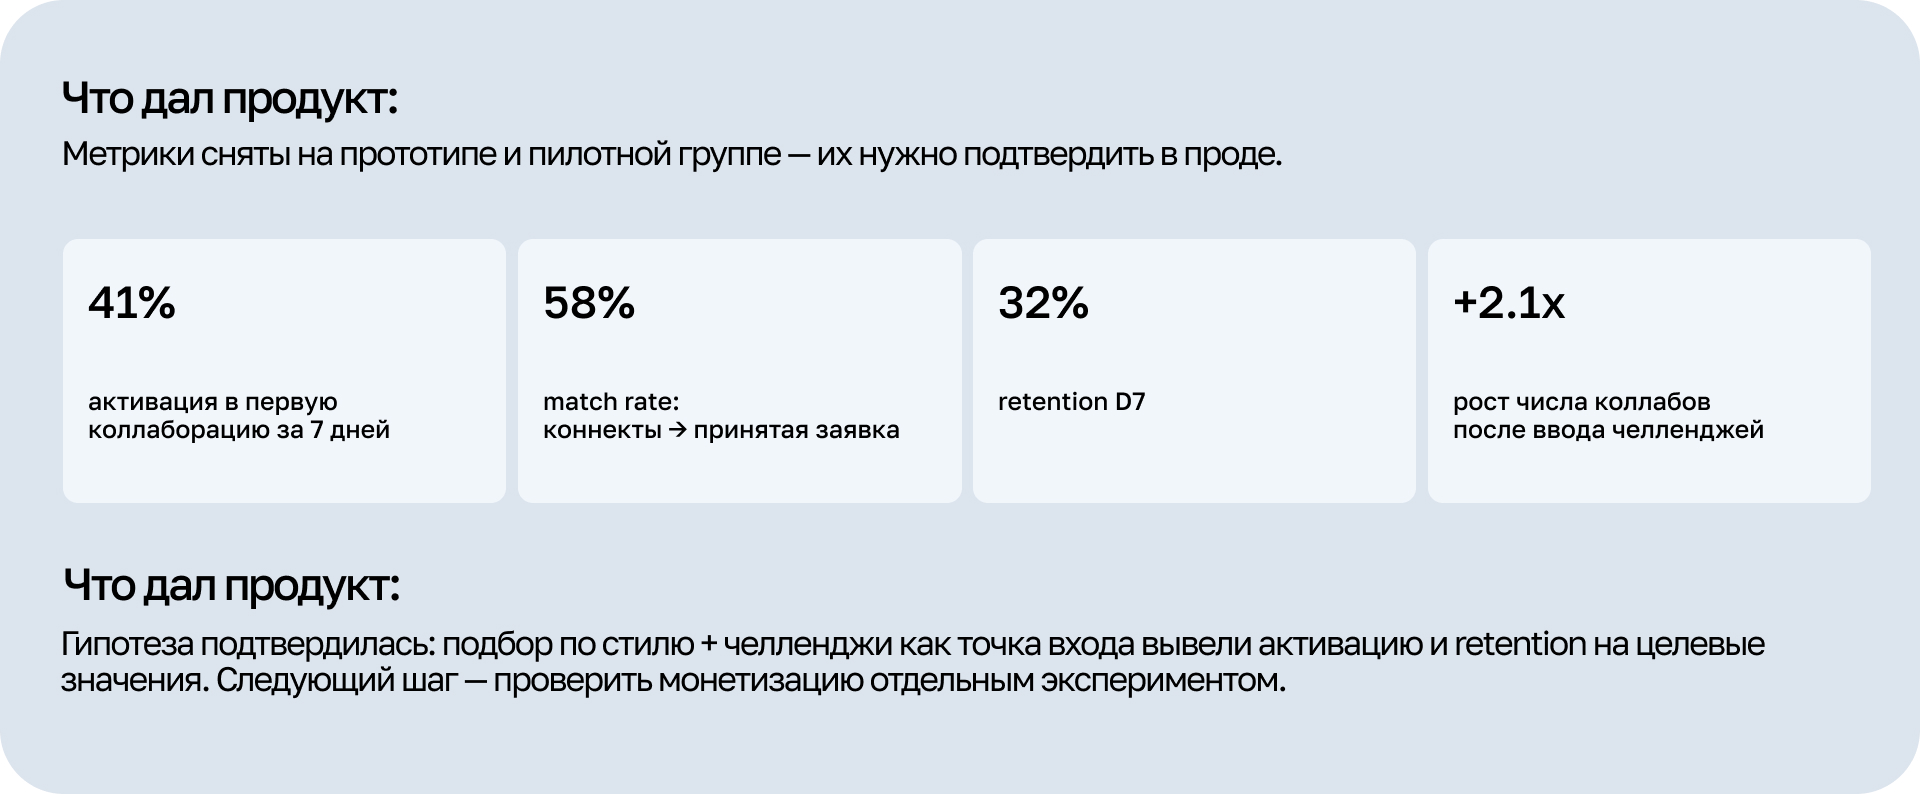 Что дал продукт:
Метрики сняты на прототипе и пилотной группе — их нужно подтвердить в проде.
41%
активация в первую
коллаборацию за 7 дней
58%
match rate:
коннекты → принятая заявка
32%
retention D7
+2.1x
рост числа коллабов
после ввода челленджей
Что дал продукт:
Гипотеза подтвердилась: подбор по стилю + челленджи как точка входа вывели активацию и retention на целевые
значения. Следующий шаг — проверить монетизацию отдельным экспериментом.